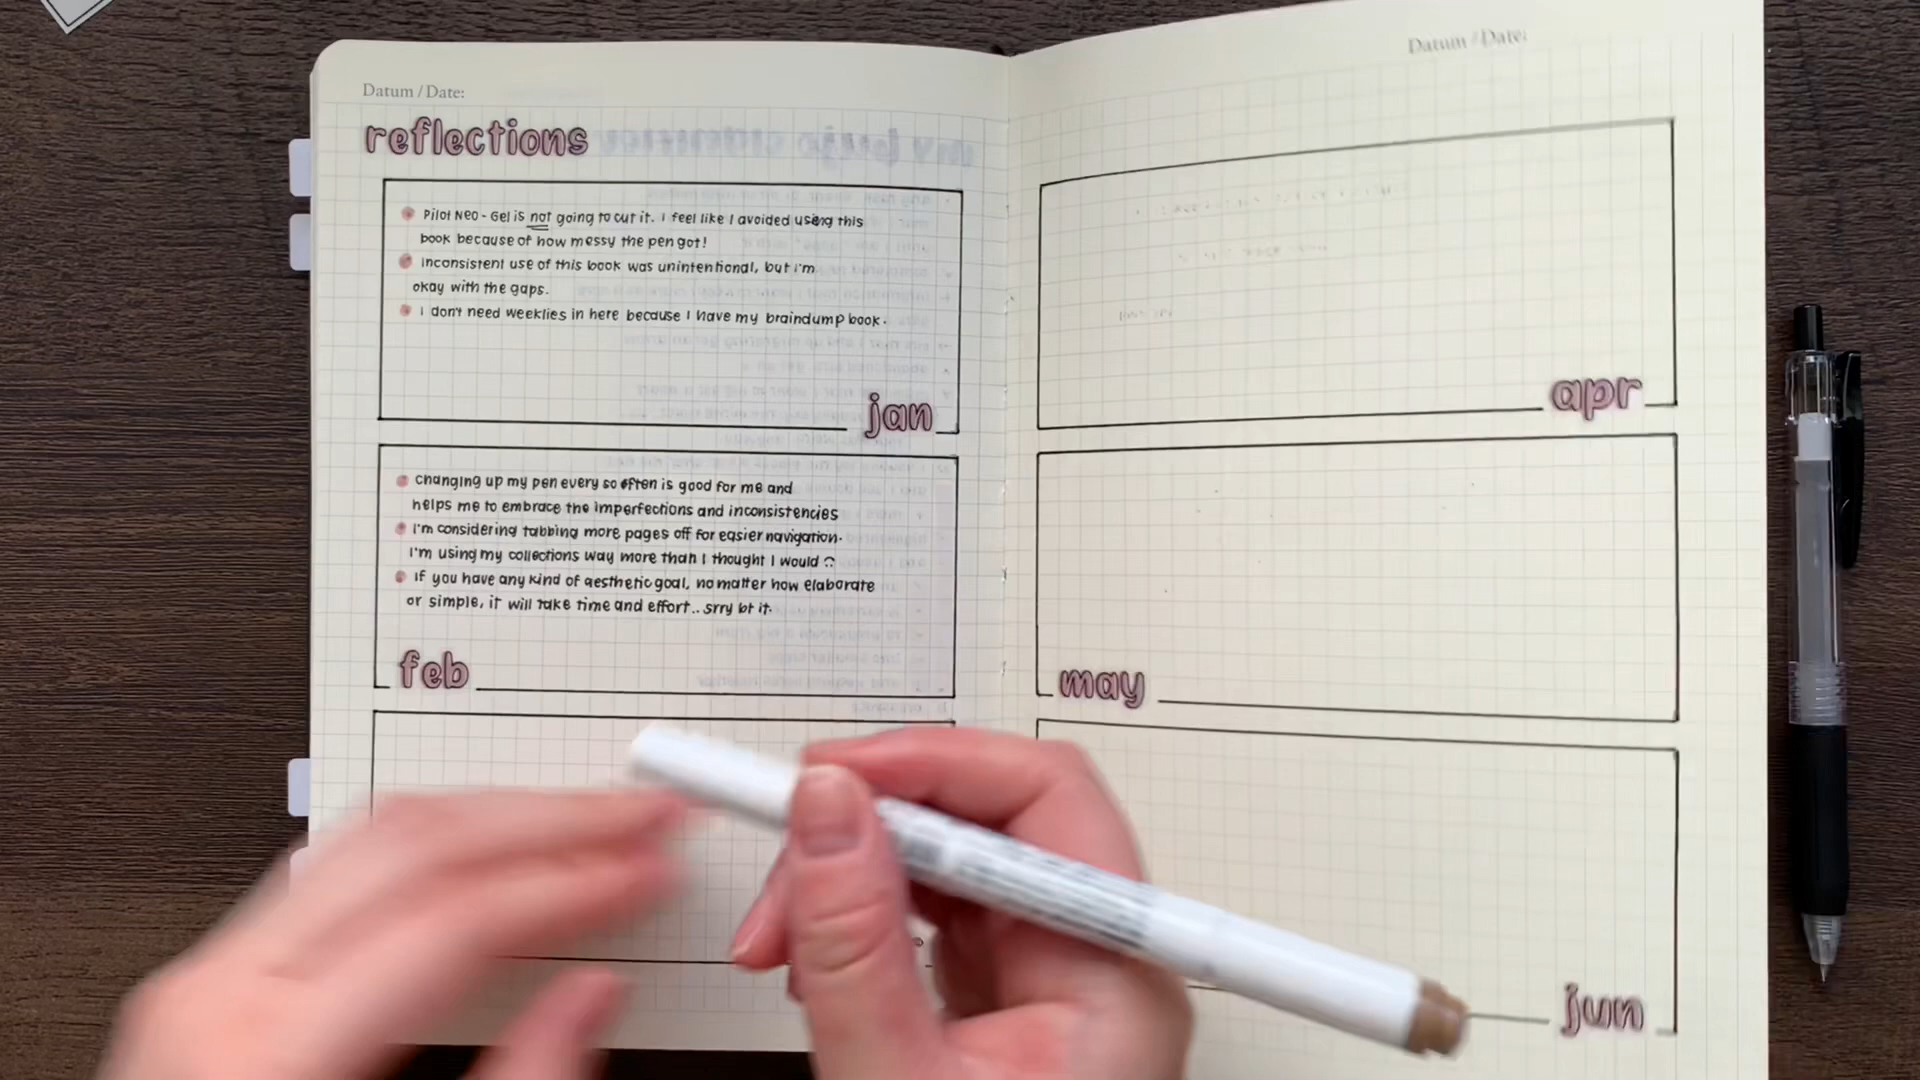 Datum / Date:
reflections
Pilot Neo-Gel is not going to cut it. I feel like I avoided using this
book because of how messy the pen got!
inconsistent use of this book was unintentional, but i'm
okay with the gaps.
I don't need weeklies in here because I have my braindump book.
jan
changing up my pen every so often is good for me and
helps me to embrace the imperfections and inconsistencies
I'm considering tabbing more pages off for easier navigation.
I'm using my collections way more than I thought I would
If you have any kind of aesthetic goal, no matter how elaborate
or simple, it will take time and effort.. srry bt it.
feb
Datum / Date:
apr
may
jun